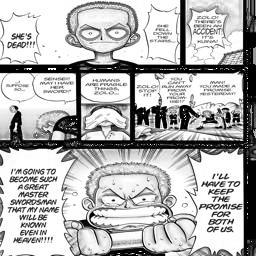 SHE'S
DEAD!!!
SHE
FELL
DOWN
THE
STAIRS...
ZOLO!
THERE'S
BEEN AN
ACCIDENT!
IT'S
KUINA!
I SUPPOSE
SO...
SENSEI!
MAY I HAVE
HER
SWORD?
HUMANS
ARE FRAGILE
THINGS,
ZOLO...
ZOLO!
STOP
IT!
YOU
CAN'T
RUN AWAY
FROM YOUR
PROMISE!!!
MAN!
YOU MADE A
PROMISE
YESTERDAY!
I'M GOING TO
BECOME SUCH
A GREAT
MASTER
SWORDSMAN
THAT MY NAME
WILL BE
KNOWN
EVEN IN
HEAVEN!!!!
I'LL
HAVE TO
KEEP
THE
PROMISE
FOR
BOTH
OF US.